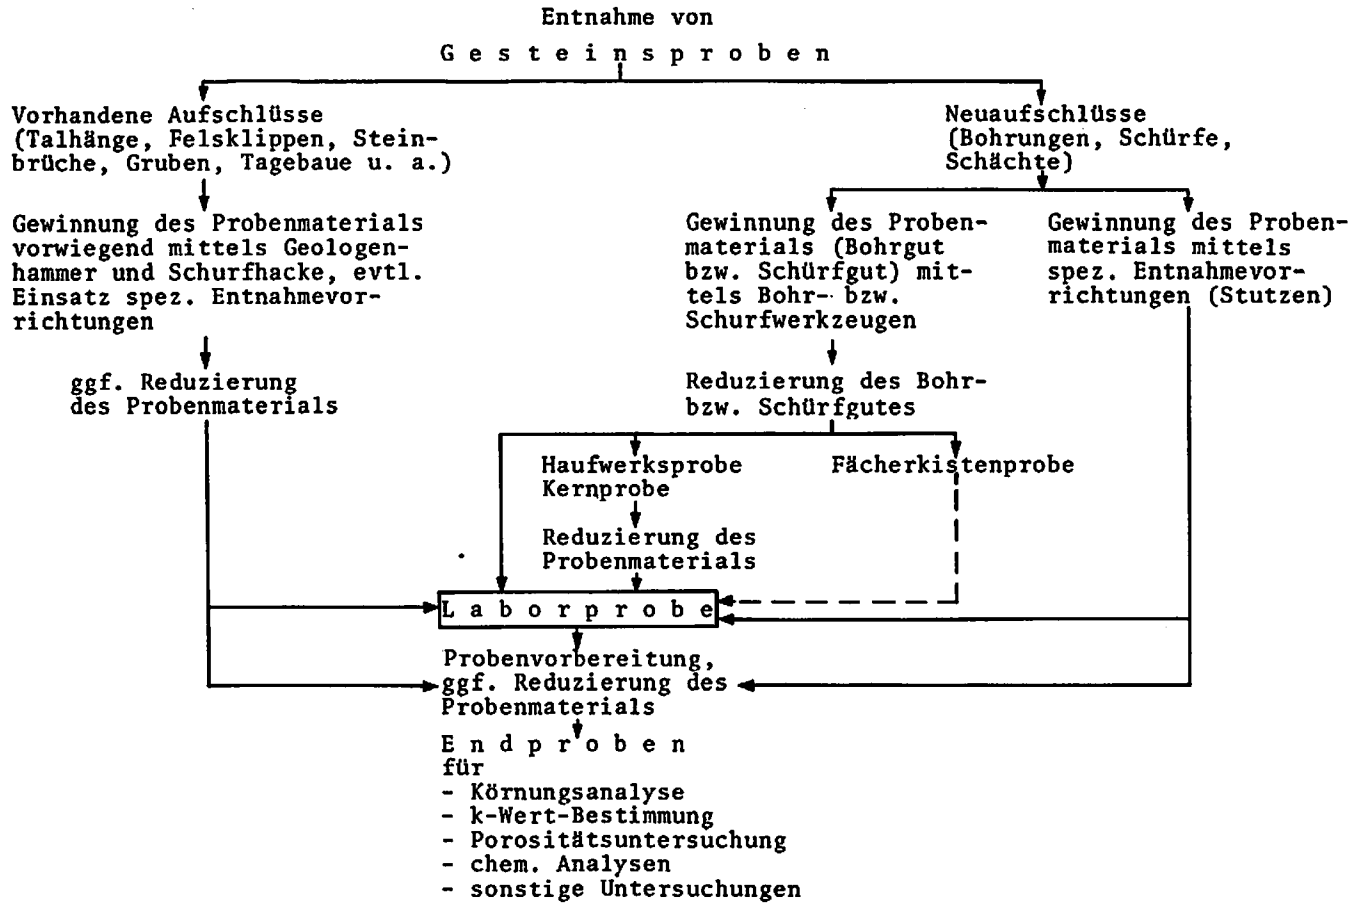 Entnahme von
G e s t e i n s p r o b e n
Vorhandene Aufschlüsse
(Talhänge, Felsklippen, Stein-
brüche, Gruben, Tagebaue u. a.)
Neuaufschlüsse
(Bohrungen, Schürfe,
Schächte)
Gewinnung des Probenmaterials
vorwiegend mittels Geologen-
hammer und Schurfhacke, evtl.
Einsatz spez. Entnahmevor-
richtungen
Gewinnung des Proben-
materials (Bohrgut
bzw. Schürfgut) mit-
tels Bohr- bzw.
Schurfwerkzeugen
Gewinnung des Proben-
materials mittels
spez. Entnahmevor-
richtungen (Stutzen)
ggf. Reduzierung
des Probenmaterials
Reduzierung des Bohr-
bzw. Schürfgutes
Haufwerksprobe
Kernprobe
Fächerkistenprobe
Reduzierung des
Probenmaterials
L a b o r p r o b e
Probenvorbereitung,
ggf. Reduzierung des
Probenmaterials
E n d p r o b e n
für
- Körnungsanalyse
- k-Wert-Bestimmung
- Porositätsuntersuchung
- chem. Analysen
- sonstige Untersuchungen